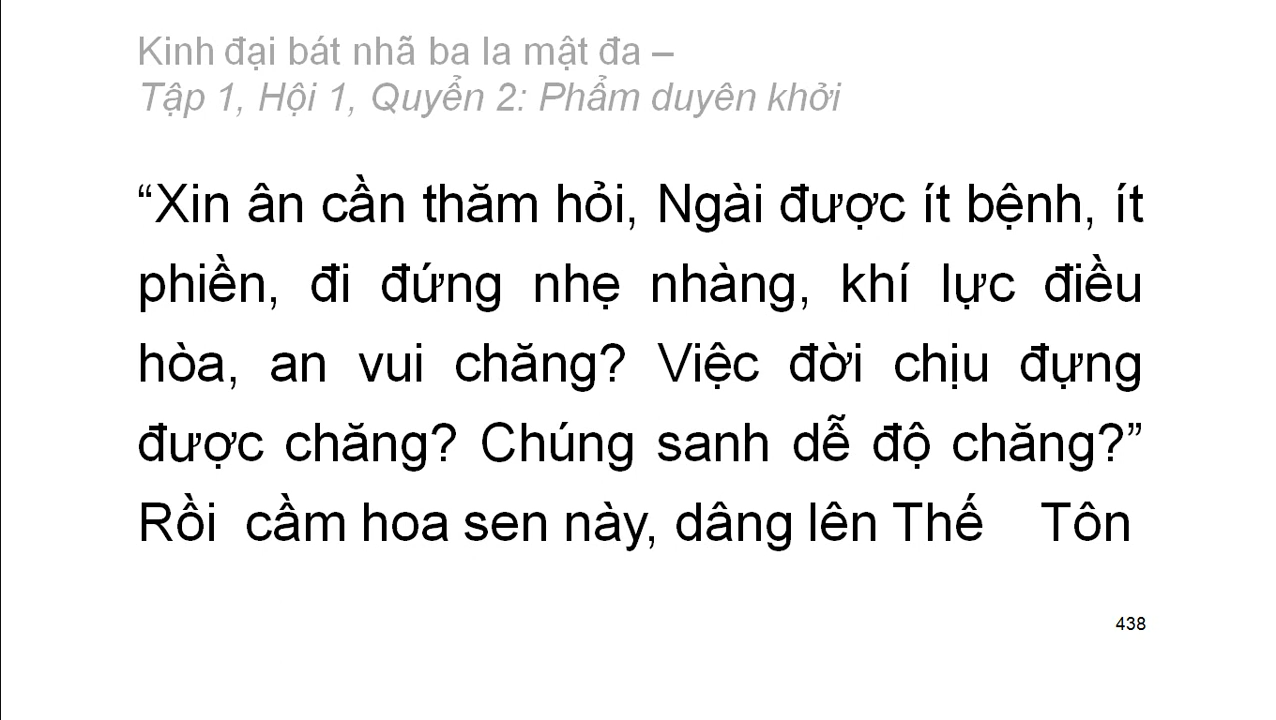 Kinh đại bát nhã ba la mật đa –
Tập 1, Hội 1, Quyển 2: Phẩm duyên khởi
“Xin ân cần thăm hỏi, Ngài được ít bệnh, ít
phiền, đi đứng nhẹ nhàng, khí lực điều
hòa, an vui chăng? Việc đời chịu đựng
được chăng? Chúng sanh dễ độ chăng?”
Rồi cầm hoa sen này, dâng lên Thế Tôn
438